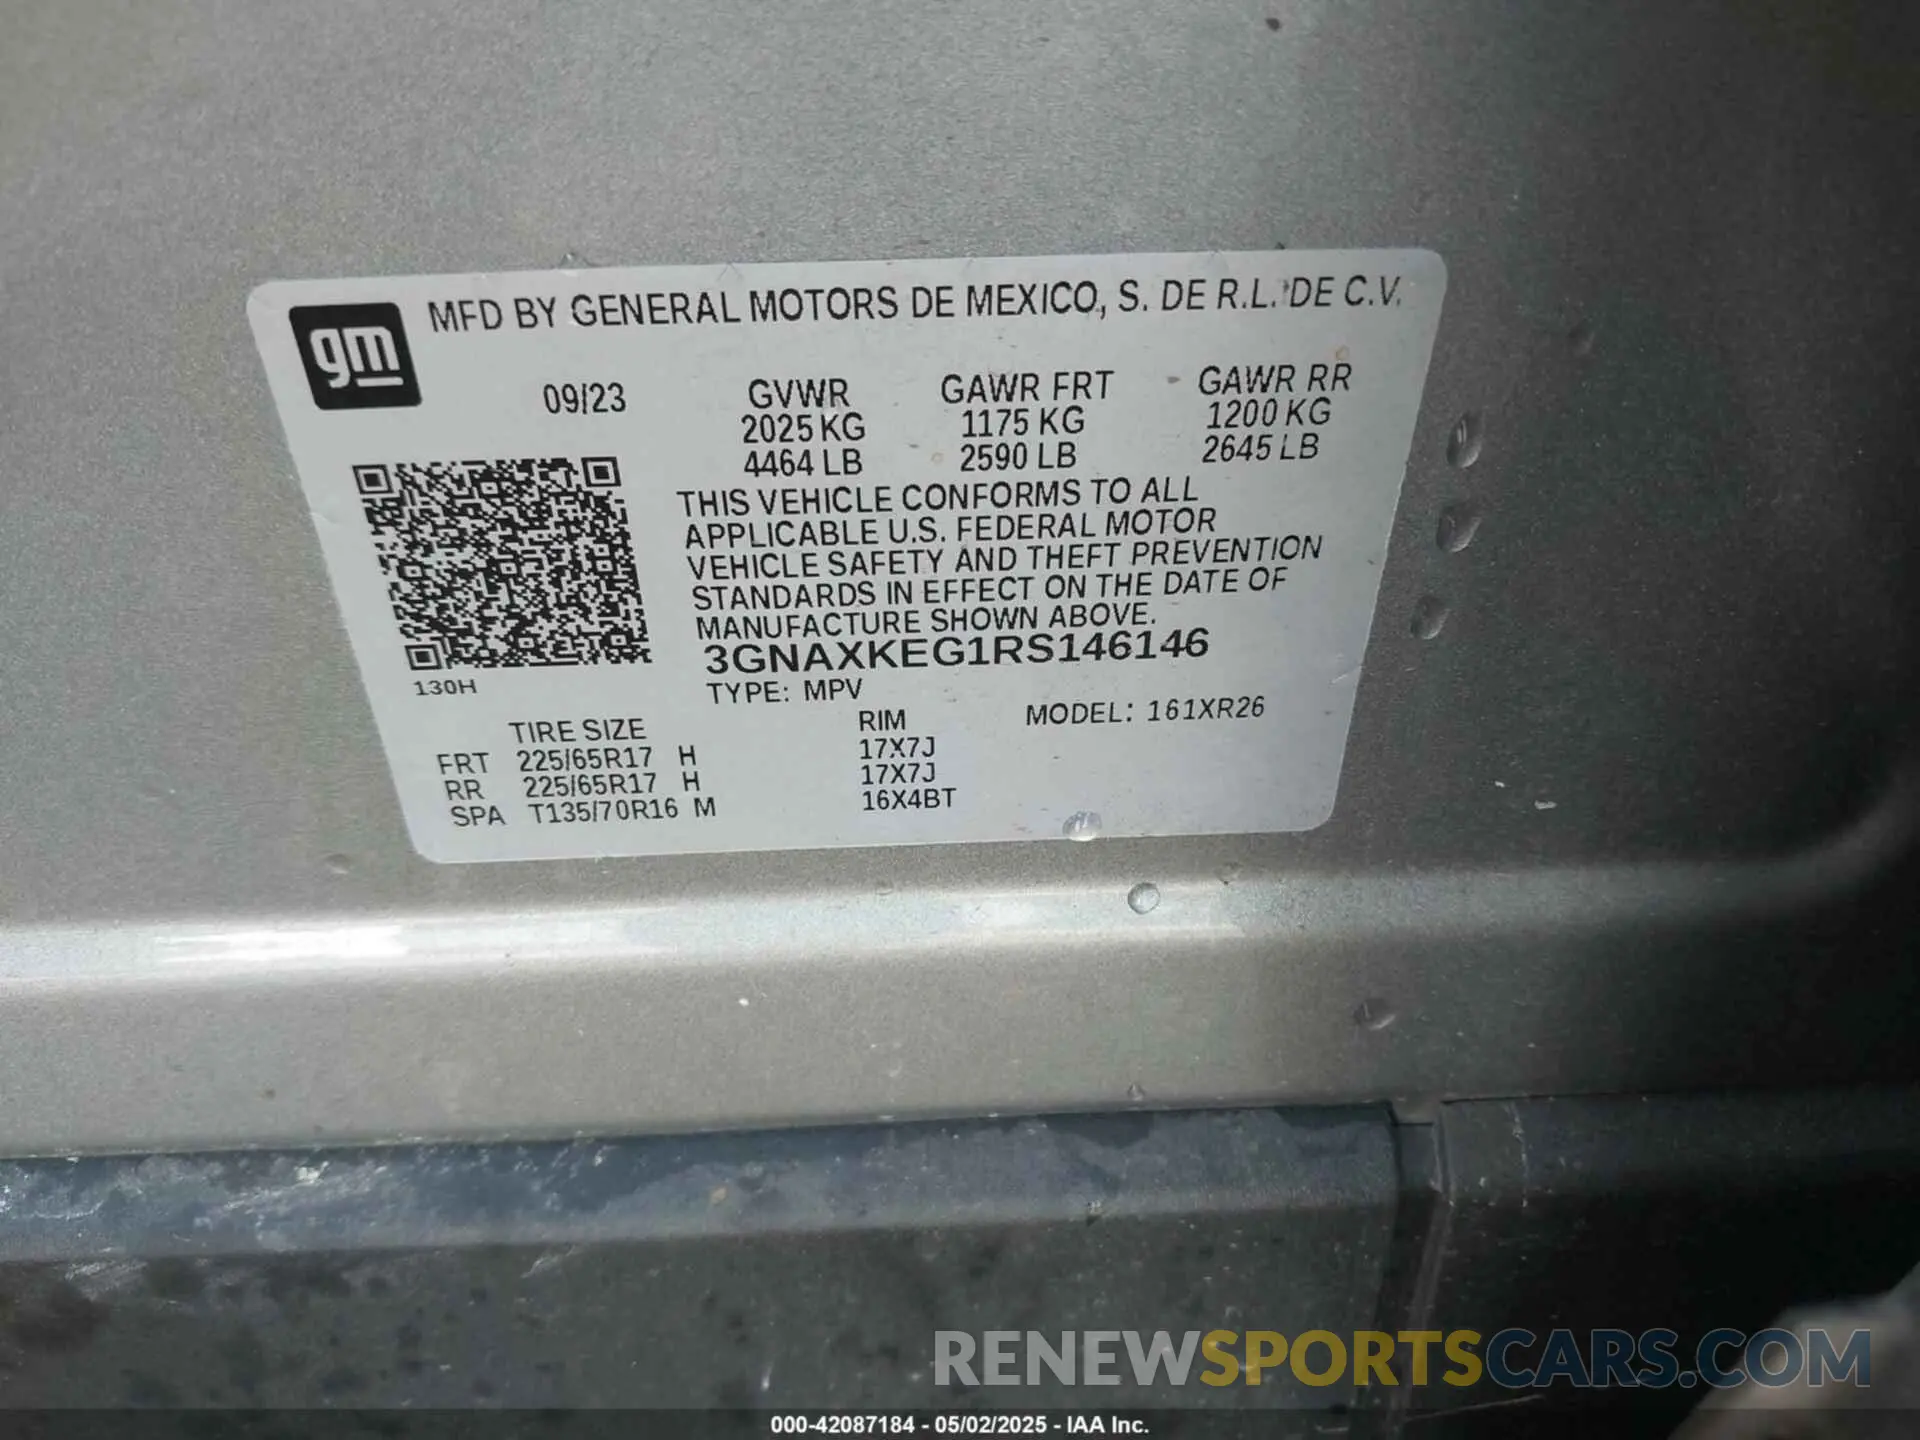 gm
MFD BY GENERAL MOTORS DE MEXICO, S. DE R.L. DE C.V.
09/23 GVWR GAWR FRT GAWR RR
2025 KG 1175 KG 1200 KG
4464 LB 2590 LB 2645 LB
THIS VEHICLE CONFORMS TO ALL
APPLICABLE U.S. FEDERAL MOTOR
VEHICLE SAFETY AND THEFT PREVENTION
STANDARDS IN EFFECT ON THE DATE OF
MANUFACTURE SHOWN ABOVE.
3GNAXKEG1RS146146
130H
TYPE: MPV
MODEL: 161XR26
TIRE SIZE RIM
FRT 225/65R17 H 17X7J
RR 225/65R17 H 17X7J
SPA T135/70R16 M 16X4BT
RENEWSPORTSCARS.COM
000-42087184 - 05/02/2025 - IAA Inc.